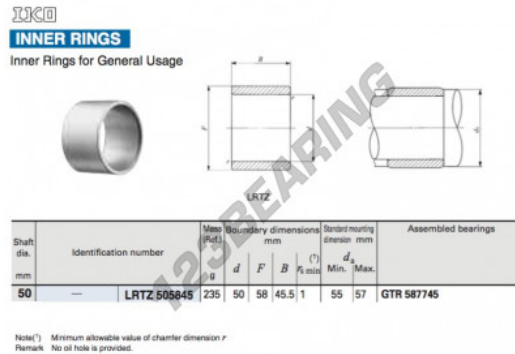 IKO
INNER RINGS
Inner Rings for General Usage
B
F
r
r
d
dₐ
LRTZ
123BEARING
Shaft dia. mm
Identification number
Mass (Ref.) g
Boundary dimensions mm
d F B rₛ min (¹)
Standard mounting dimension mm
dₐ
Min. Max.
Assembled bearings
50 — LRTZ 505845 235 50 58 45.5 1 55 57 GTR 587745
Note(¹) Minimum allowable value of chamfer dimension r
Remark No oil hole is provided.